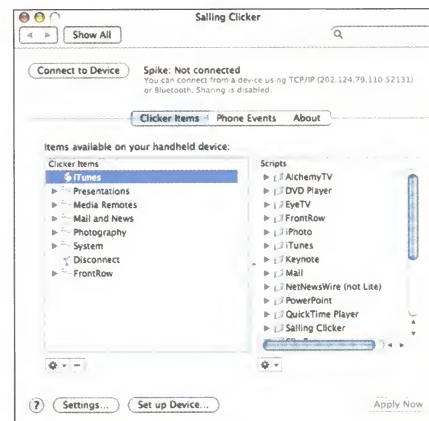 Salling Clicker
Show All
Connect to Device
Spike: Not connected
You can connect from a device using TCP/IP (202.124.79.110.52131)
or Bluetooth. Sharing is disabled.
Clicker Items
Phone Events
About
Items available on your handheld device:
Clicker Items
iTunes
Presentations
Media Remotes
Mail and News
Photography
System
Disconnect
FrontRow
Scripts
AlchemyTV
DVD Player
EyeTV
FrontRow
iPhoto
iTunes
Keynote
Mail
NetNewsWire (not Lite)
PowerPoint
QuickTime Player
Salling Clicker
?
Settings...
Set up Device...
Apply Now